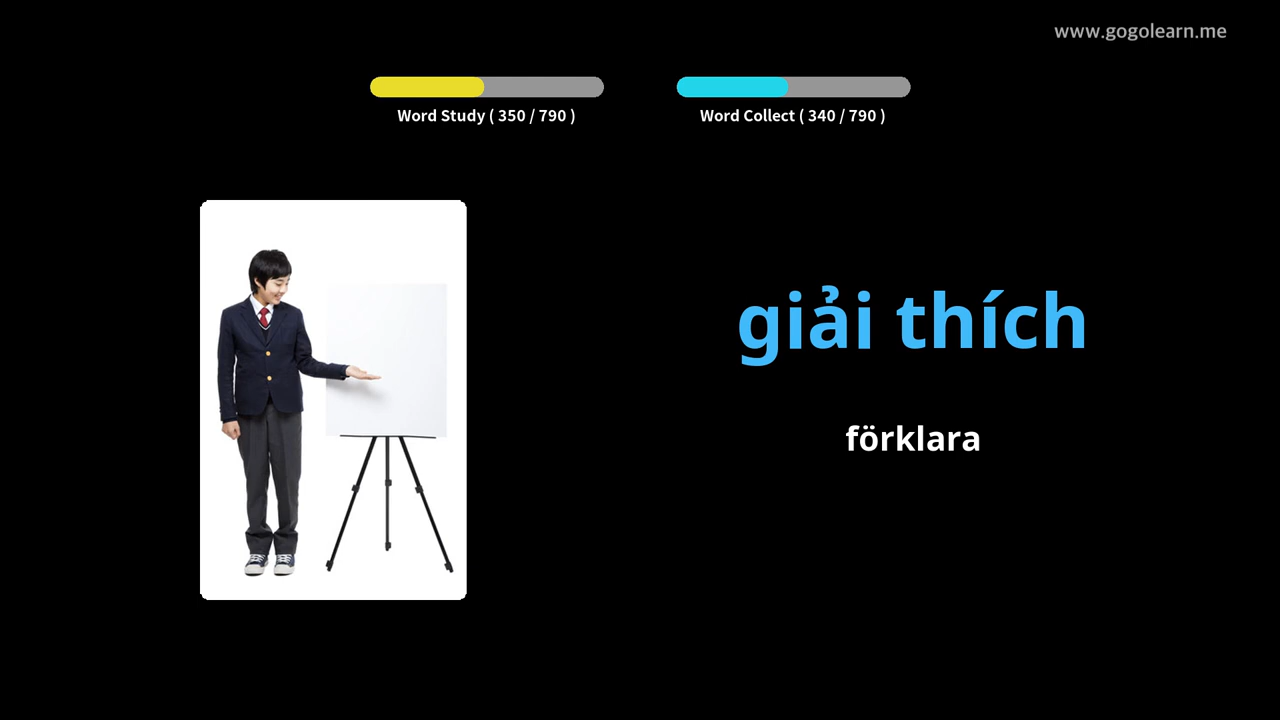 www.gogolearn.me
Word Study ( 350 / 790 )
Word Collect ( 340 / 790 )
giải thích
förklara